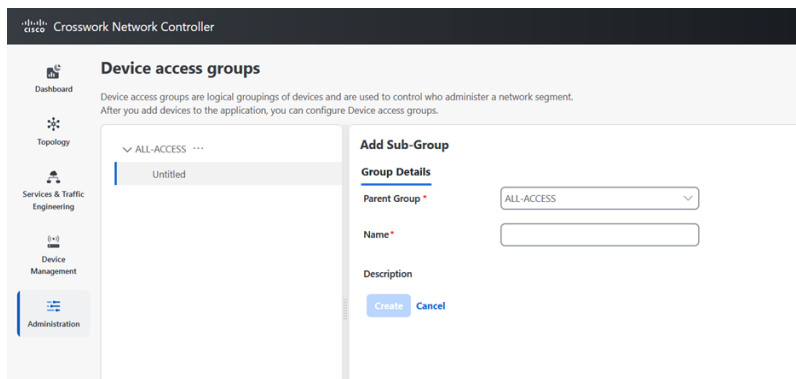 cisco Crosswork Network Controller
Dashboard
Topology
Services & Traffic
Engineering
Device
Management
Administration
Device access groups
Device access groups are logical groupings of devices and are used to control who administer a network segment.
After you add devices to the application, you can configure Device access groups.
ALL-ACCESS ...
Untitled
Add Sub-Group
Group Details
Parent Group * ALL-ACCESS
Name*
Description
Create Cancel